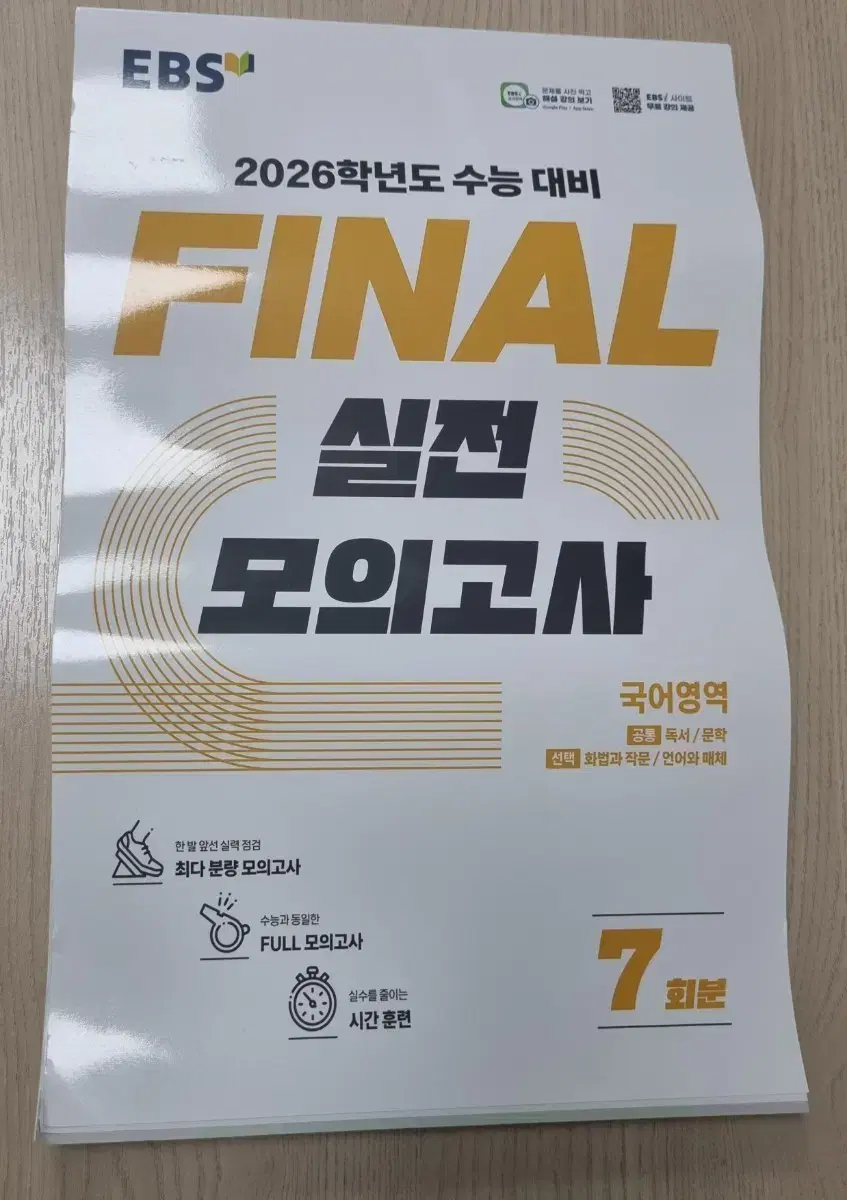 EBS
문제를 사진 찍고
해설 강의 보기
Google Play / App Store
EBSi 사이트
무료 강의 제공
2026학년도 수능 대비
FINAL
실전
모의고사
국어영역
공통 독서 / 문학
선택 화법과 작문 / 언어와 매체
한 발 앞선 실력 점검
최다 분량 모의고사
수능과 동일한
FULL 모의고사
실수를 줄이는
시간 훈련
7 회분